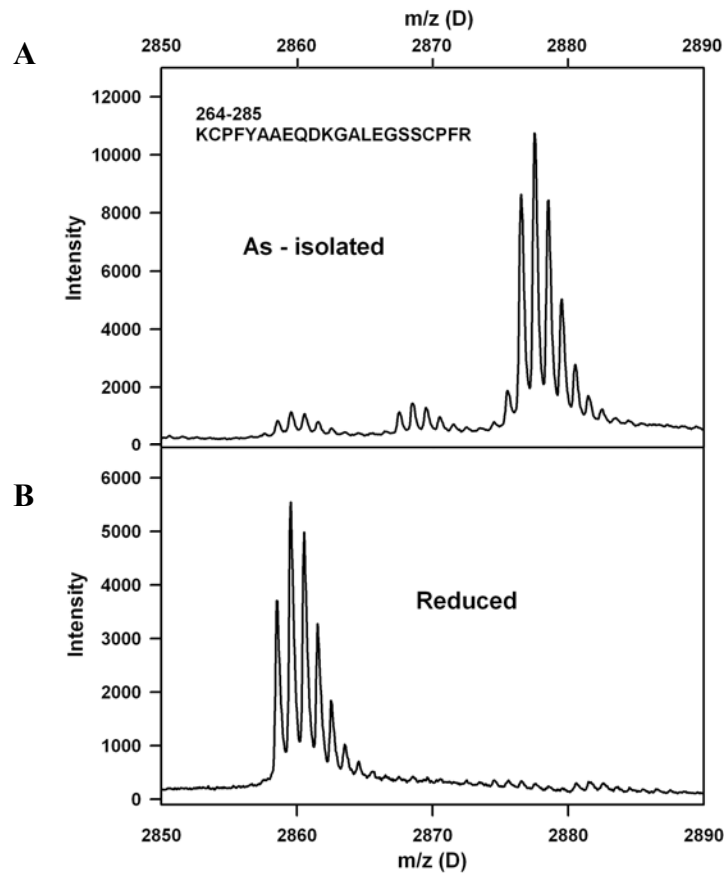 m/z (D)
2850 2860 2870 2880 2890
A
12000
264-285
KCPFYAAEQDKGALEGSSCPFR
10000
8000
As - isolated
Intensity
6000
4000
2000
0
B
6000
5000
Reduced
4000
Intensity
3000
2000
1000
0
2850 2860 2870 2880 2890
m/z (D)